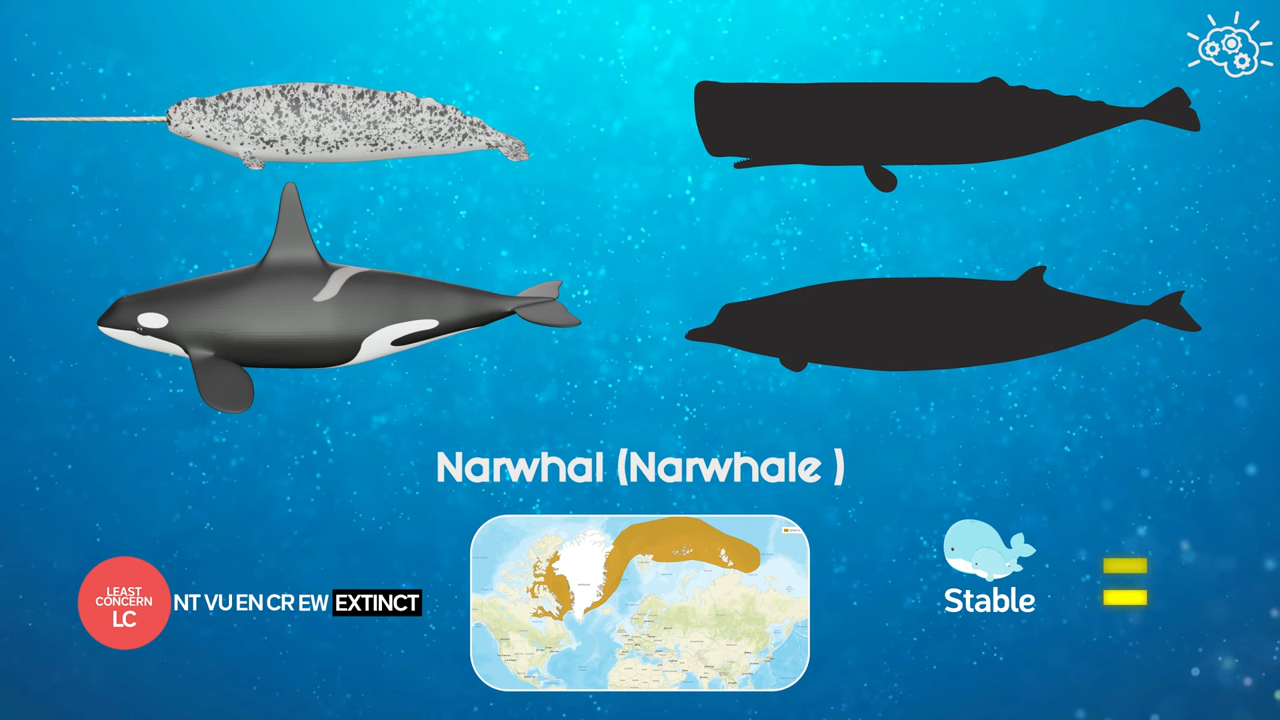 Narwhal (Narwhale )
LEAST
CONCERN
LC
NT VU EN CR EW EXTINCT
Stable